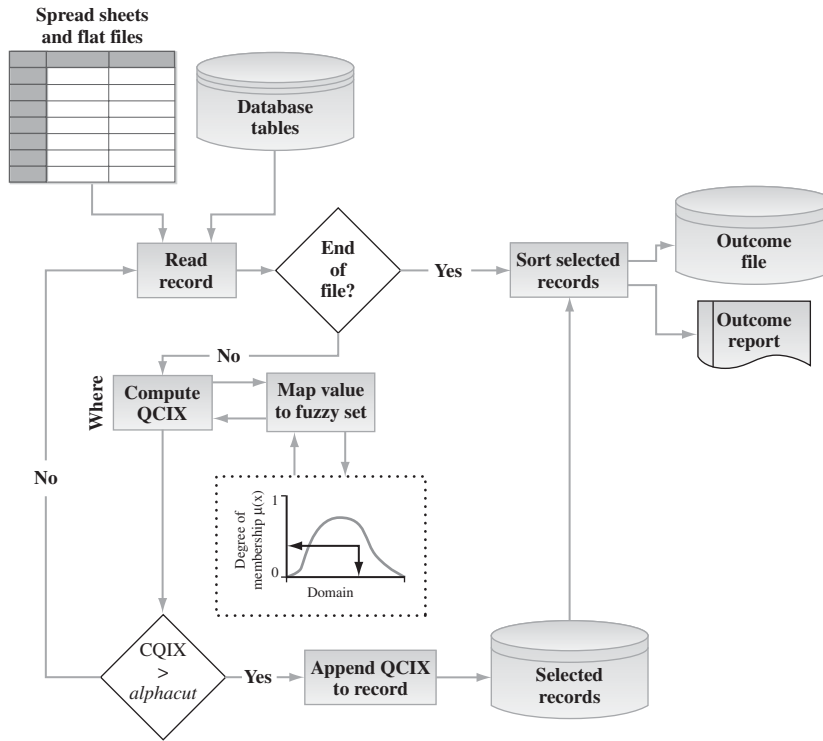 Spread sheets
and flat files
Database
tables
Read
record
End
of
file?
Yes
Sort selected
records
Outcome
file
Outcome
report
No
Where
Compute
QCIX
Map value
to fuzzy set
No
Degree of
membership µ(x)
1
0
Domain
CQIX
>
alphacut
Yes
Append QCIX
to record
Selected
records